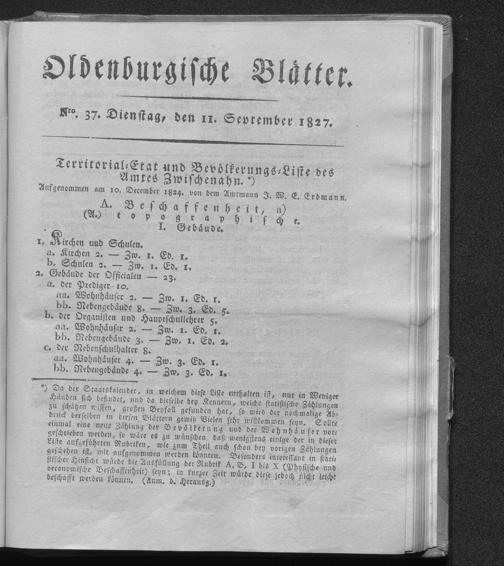 Oldenburgische Blätter.
Nro. 37. Dienstag, den 11. September 1827.
Territorial-Etat und Bevölkerungs-Liste des
Amtes Zwischenahn. *)
Aufgenommen am 10. December 1824. von dem Amtmann J. W. E. Erdmann.
A. Beschaffenheit, a)
(A.) topographische.
I. Gebäude.
1. Kirchen und Schulen.
a. Kirchen 2. — Zw. 1. Ed. 1.
b. Schulen 2. — Zw. 1. Ed. 1.
2. Gebäude der Officialen — 23.
a. der Prediger 10.
aa. Wohnhäuser 2. — Zw. 1. Ed. 1.
bb. Nebengebäude 8. — Zw. 3. Ed. 5.
b. der Organisten und Hauptschullehrer 5.
aa. Wohnhäuser 2. — Zw. 1. Ed. 1.
bb. Nebengebäude 3. — Zw. 1. Ed. 2.
c. der Nebenschulhalter 8.
aa. Wohnhäuser 4. — Zw. 3. Ed. 1.
bb. Nebengebäude 4. — Zw. 3. Ed. 1.
*) Da der Staatskalender, in welchem diese Liste enthalten ist, nur in Weniger
Händen sich befindet, und da dieselbe bey Kennern, welche statistische Zählungen
zu schätzen wissen, großen Beyfall gefunden hat, so wird der nochmalige Ab-
druck derselben in diesen Blättern gewiß Vielen sehr willkommen seyn. Sollte
einmal eine neue Zählung der Bevölkerung und der Wohnhäuser vor-
geschrieben werden, so wäre es zu wünschen, daß wenigstens einige der in dieser
Liste aufgeführten Rubriken, wie zum Theil auch schon bey vorigen Zählungen
geschehen ist, mit aufgenommen werden könnten. Besonders interessant in stati-
stischer Hinsicht würde die Ausfüllung der Rubrik A, B, I bis X (Physische und
oeconomische Beschaffenheit) seyn; in kurzer Zeit würde diese jedoch nicht leicht
beschafft werden können. (Anm. d. Herausg.)